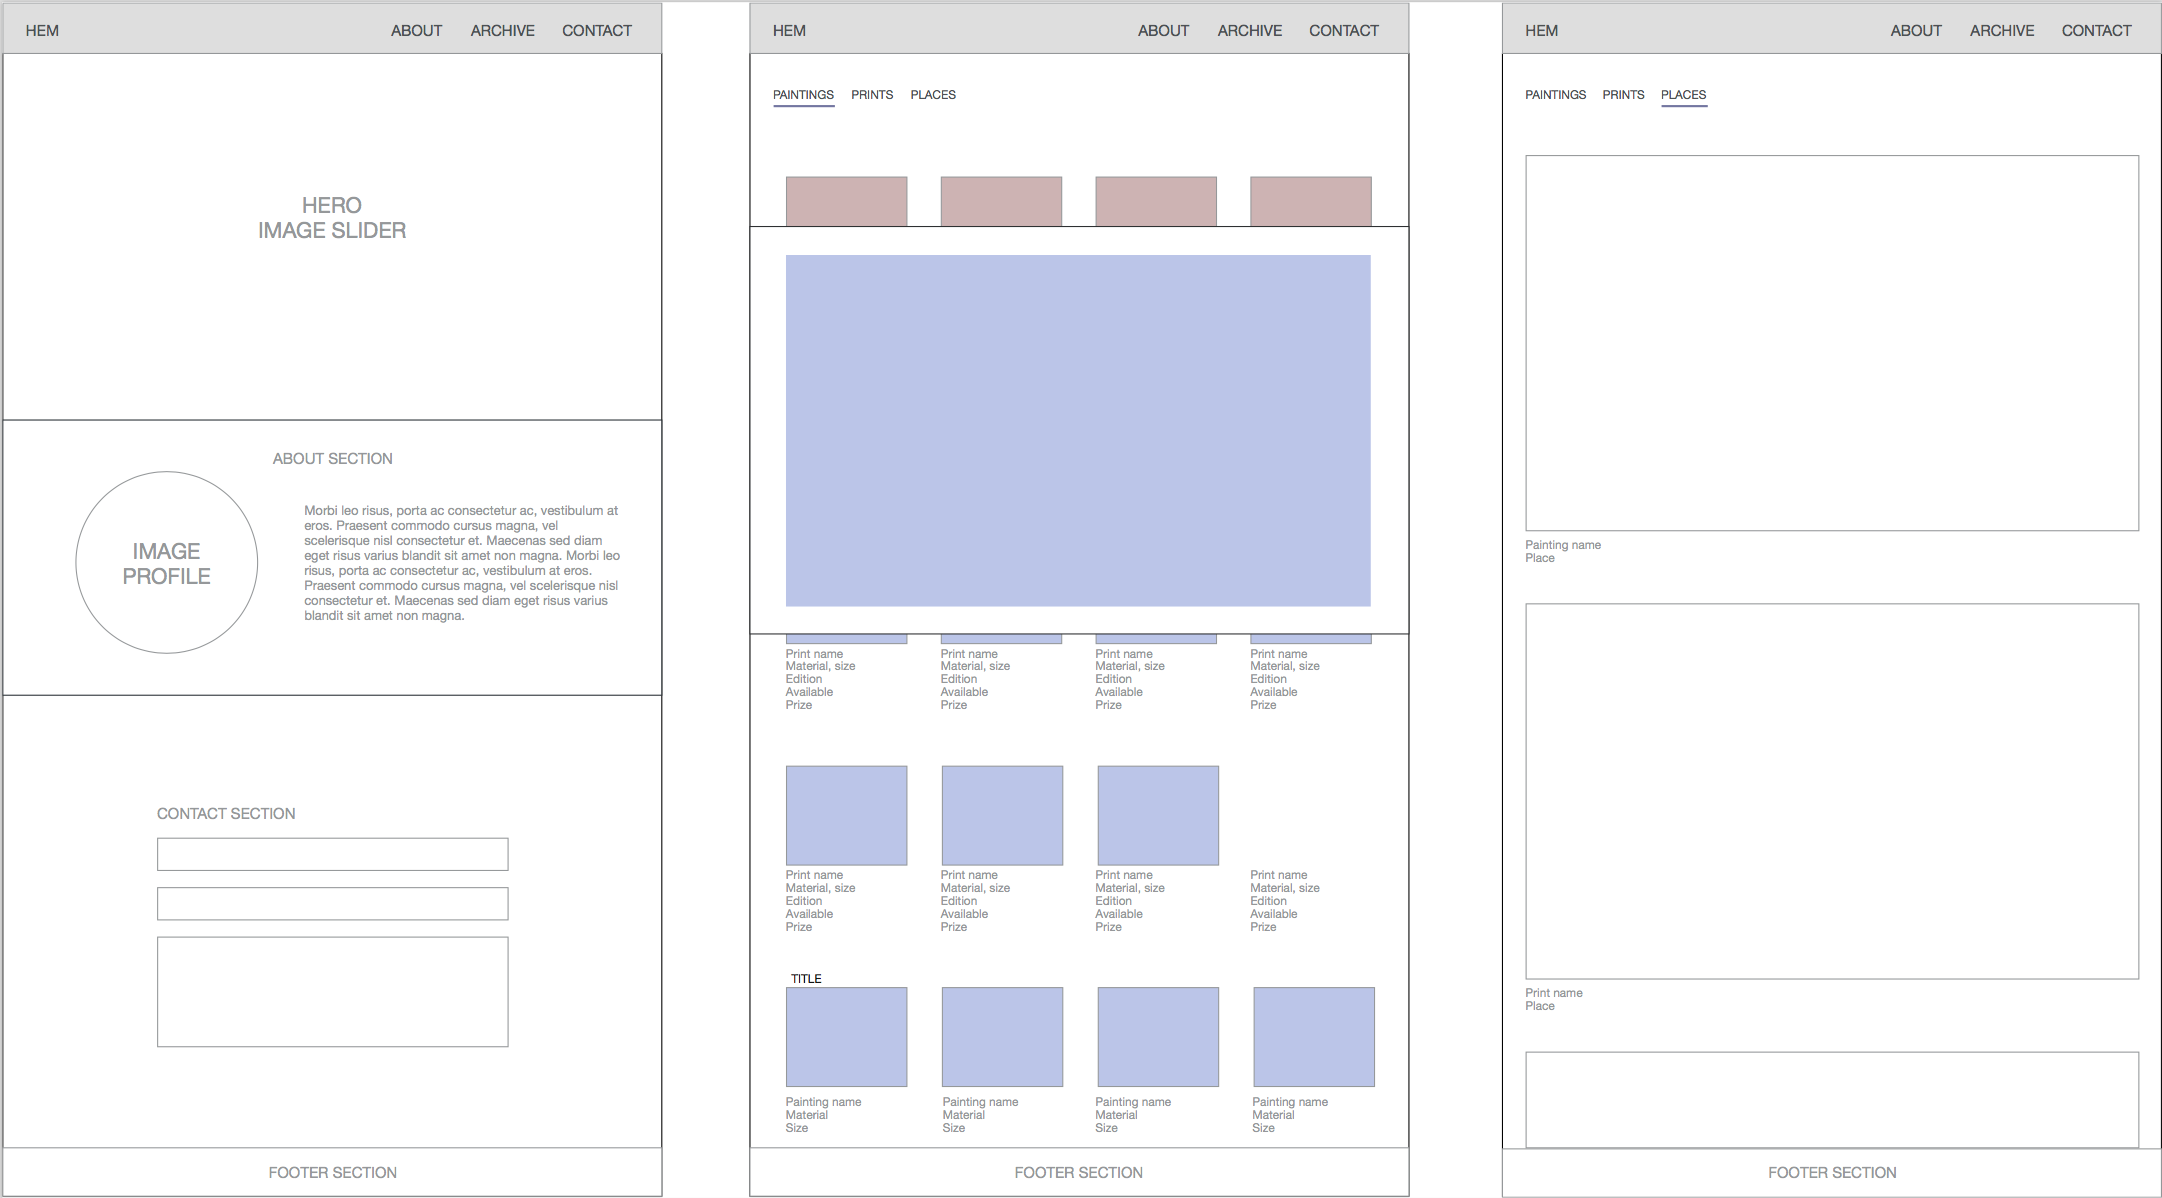 HEM ABOUT ARCHIVE CONTACT
HERO
IMAGE SLIDER
ABOUT SECTION
IMAGE
PROFILE
Morbi leo risus, porta ac consectetur ac, vestibulum at
eros. Praesent commodo cursus magna, vel
scelerisque nisl consectetur et. Maecenas sed diam
eget risus varius blandit sit amet non magna. Morbi leo
risus, porta ac consectetur ac, vestibulum at eros.
Praesent commodo cursus magna, vel scelerisque nisl
consectetur et. Maecenas sed diam eget risus varius
blandit sit amet non magna.
CONTACT SECTION
FOOTER SECTION
HEM ABOUT ARCHIVE CONTACT
PAINTINGS PRINTS PLACES
Print name Print name Print name Print name
Material, size Material, size Material, size Material, size
Edition Edition Edition Edition
Available Available Available Available
Prize Prize Prize Prize
Print name Print name Print name Print name
Material, size Material, size Material, size Material, size
Edition Edition Edition Edition
Available Available Available Available
Prize Prize Prize Prize
TITLE
Painting name Painting name Painting name Painting name
Material Material Material Material
Size Size Size Size
FOOTER SECTION
HEM ABOUT ARCHIVE CONTACT
PAINTINGS PRINTS PLACES
Painting name
Place
Print name
Place
FOOTER SECTION